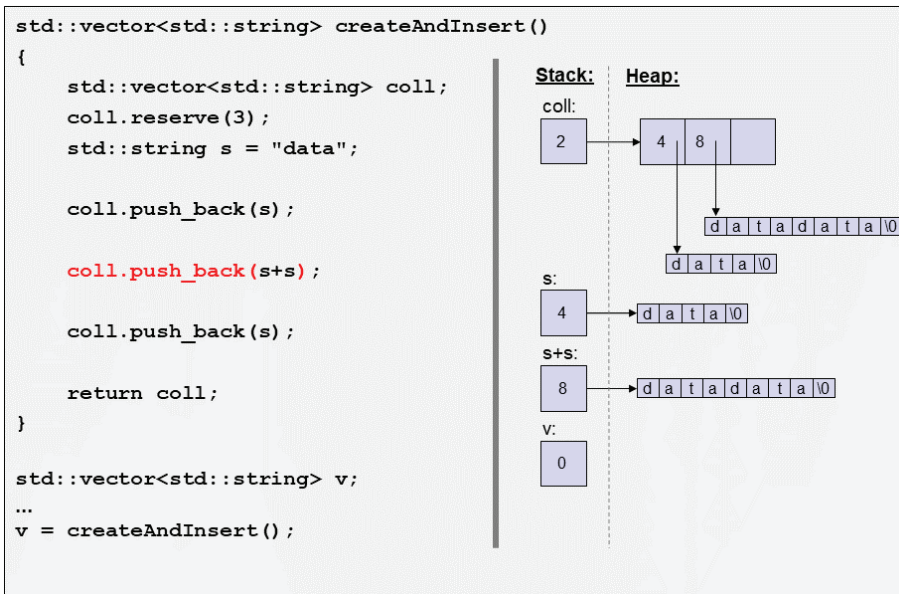 std::vector<std::string> createAndInsert()
{
std::vector<std::string> coll;
coll.reserve(3);
std::string s = "data";
coll.push_back(s);
coll.push_back(s+s);
coll.push_back(s);
return coll;
}
std::vector<std::string> v;
...
v = createAndInsert();
Stack: Heap:
coll:
2 4 8
d a t a d a t a \0
d a t a \0
s:
4 d a t a \0
s+s:
8 d a t a d a t a \0
v:
0